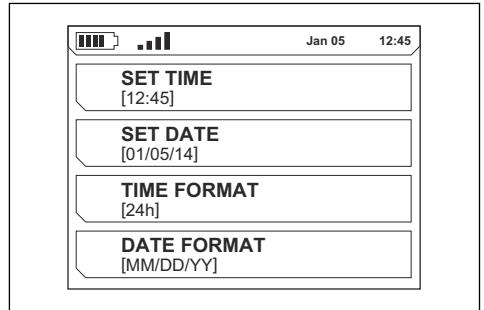 Jan 05 12:45
SET TIME
[12:45]
SET DATE
[01/05/14]
TIME FORMAT
[24h]
DATE FORMAT
[MM/DD/YY]